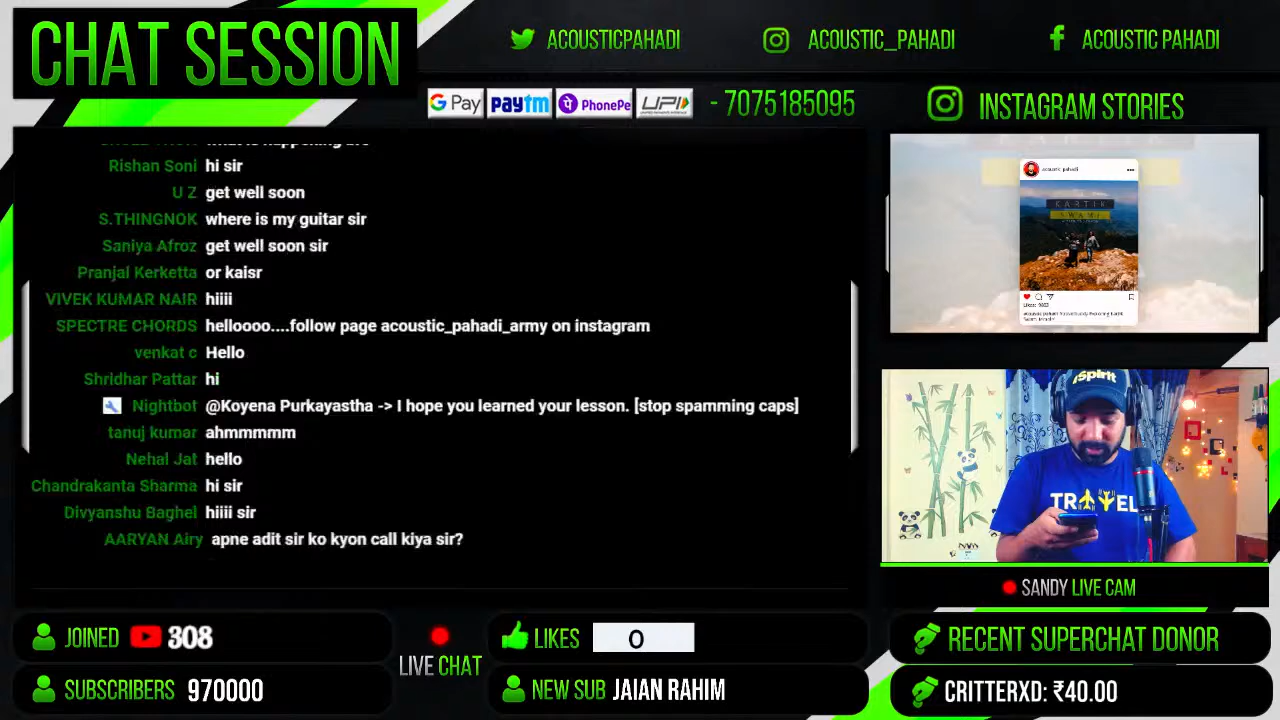 CHAT SESSION
ACOUSTICPAHADI
ACOUSTIC_PAHADI
ACOUSTIC PAHADI
G Pay paytm PhonePe UPI - 7075185095
INSTAGRAM STORIES
Rishan Soni hi sir
U Z get well soon
S.THINGNOK where is my guitar sir
Saniya Afroz get well soon sir
Pranjal Kerketta or kaisr
VIVEK KUMAR NAIR hiiii
SPECTRE CHORDS helloooo....follow page acoustic_pahadi_army on instagram
venkat c Hello
Shridhar Pattar hi
Nightbot @Koyena Purkayastha -> I hope you learned your lesson. [stop spamming caps]
tanuj kumar ahmmmmm
Nehal Jat hello
Chandrakanta Sharma hi sir
Divyanshu Baghel hiiii sir
AARYAN Airy apne adit sir ko kyon call kiya sir?
acoustic pahadi
KARTIK
SWAMI
Spirit
TRAVEL
SANDY LIVE CAM
JOINED 308
LIVE CHAT
LIKES 0
RECENT SUPERCHAT DONOR
SUBSCRIBERS 970000
NEW SUB JAIAN RAHIM
CRITTERXD: ₹40.00